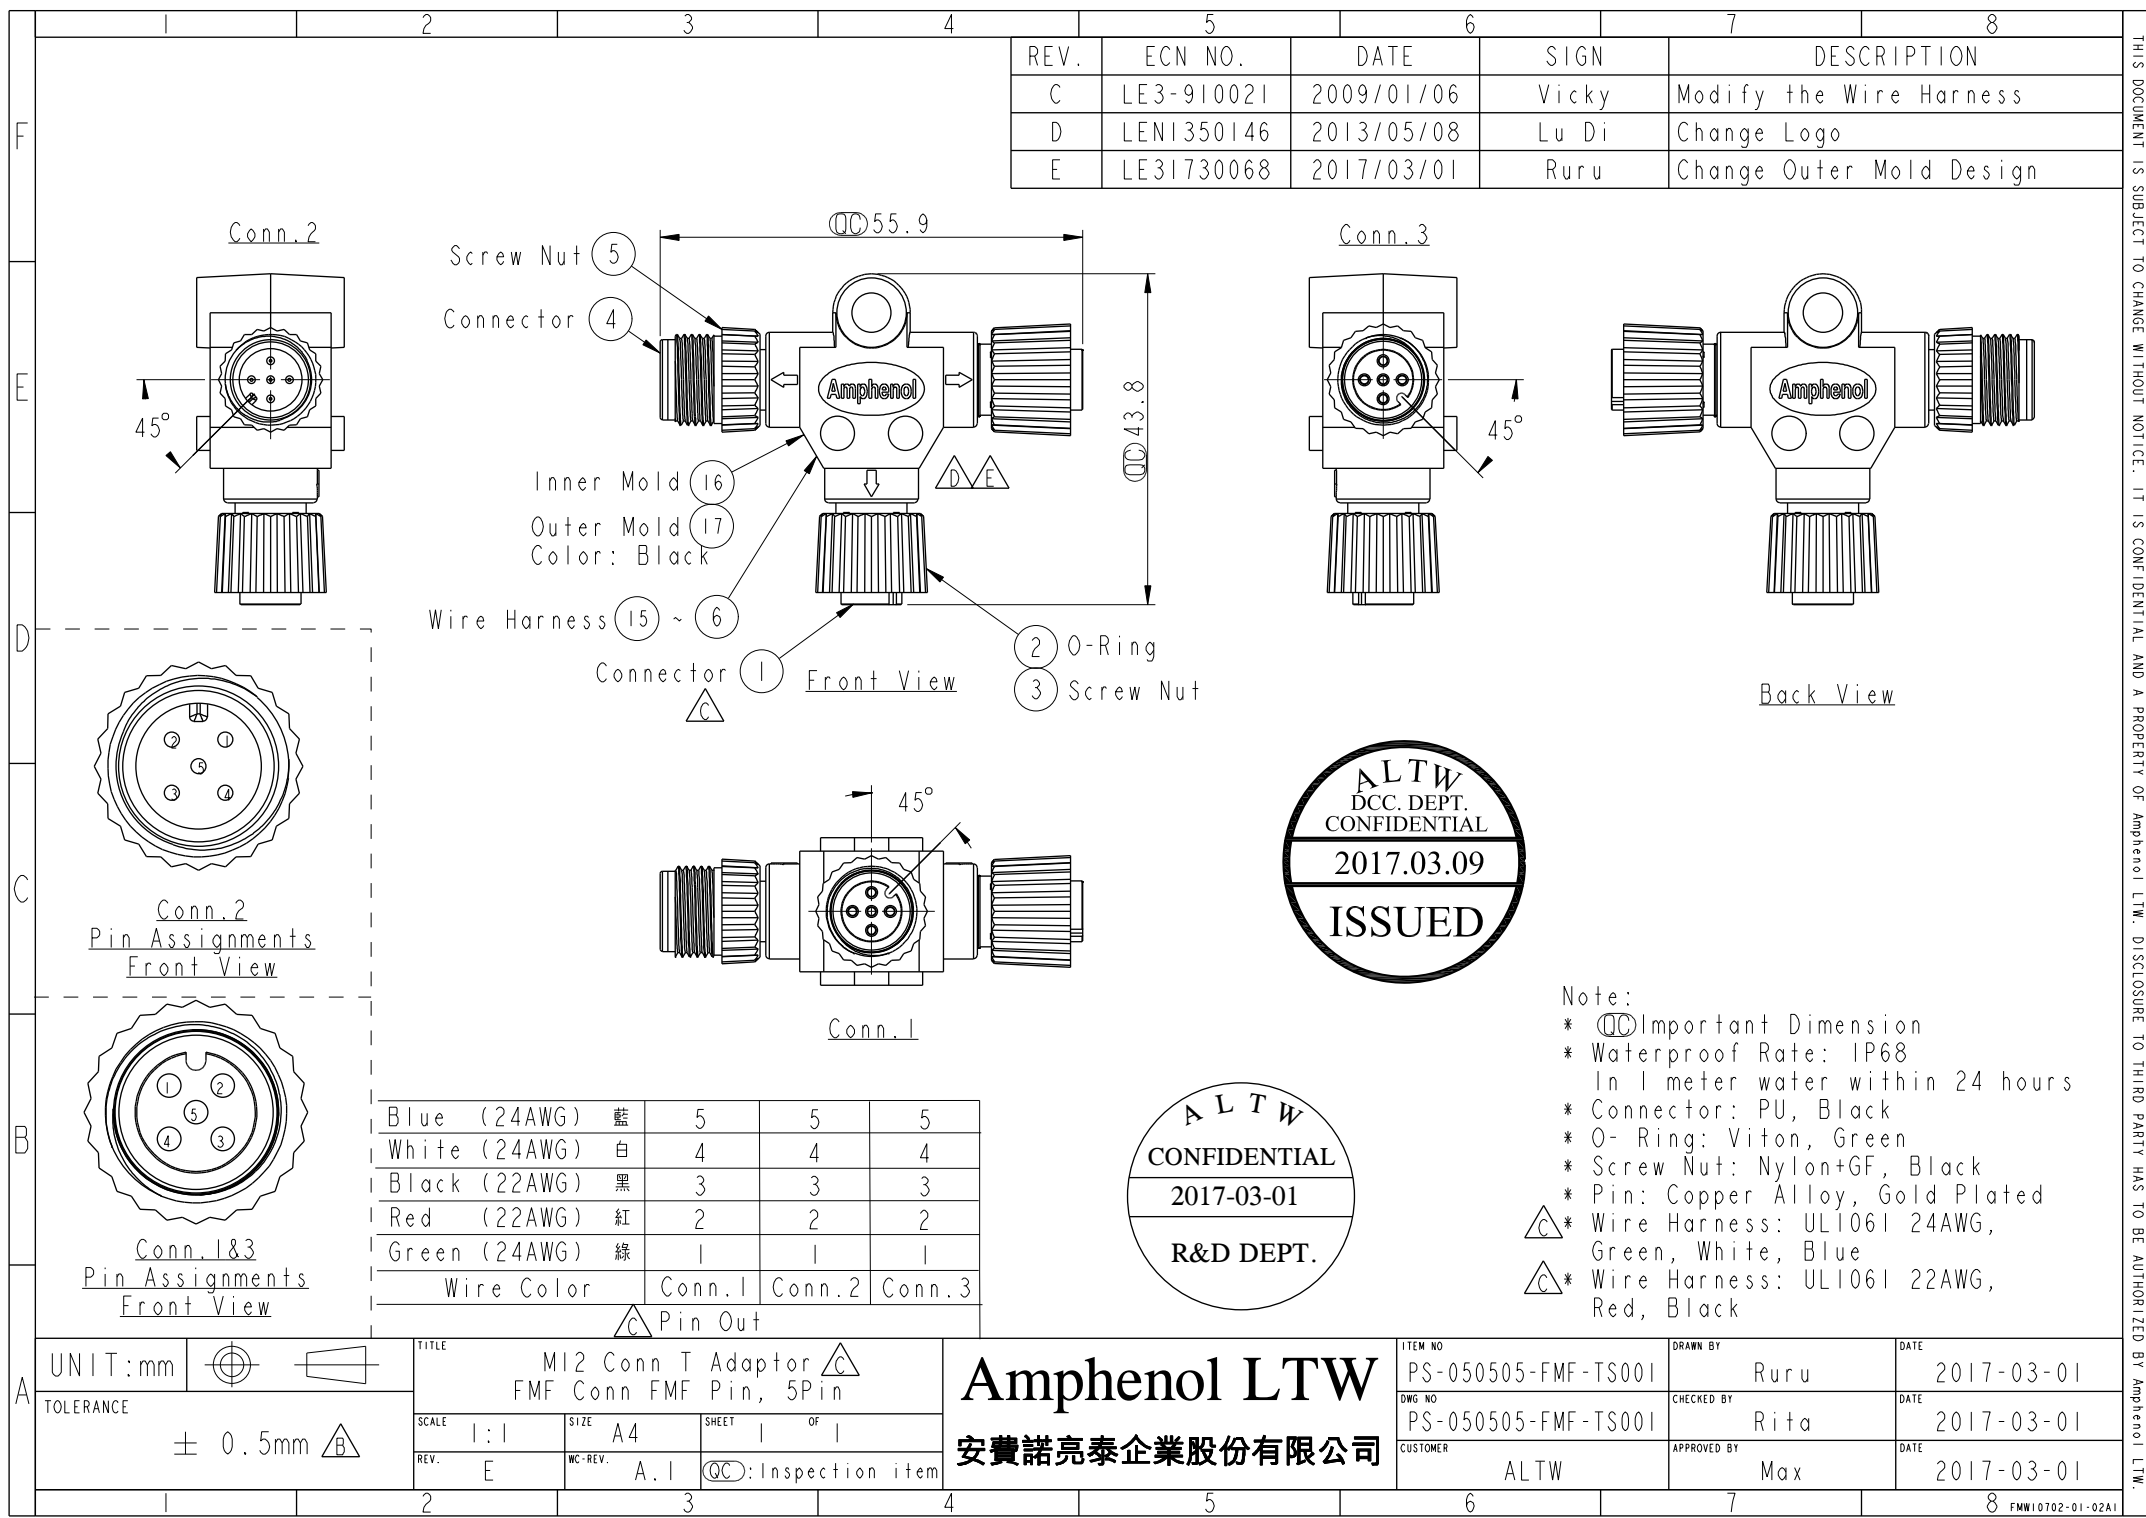 1 2 3 4 5 6 7 8
REV. ECN NO. DATE SIGN DESCRIPTION
C LE3-910021 2009/01/06 Vicky Modify the Wire Harness
D LEN1350146 2013/05/08 Lu Di Change Logo
E LE31730068 2017/03/01 Ruru Change Outer Mold Design
F
E
D
C
B
A
Conn.2
45°
Screw Nut 5
Connector 4
QC 55.9
QC 43.8
Amphenol
Inner Mold 16
Outer Mold 17
Color: Black
Wire Harness 15 ~ 6
Connector 1
C
D E
2 O-Ring
3 Screw Nut
Front View
Conn.3
45°
Amphenol
Back View
2 1
5
3 4
Conn.2
Pin Assignments
Front View
1 2
5
4 3
Conn.1&3
Pin Assignments
Front View
45°
Conn.1
ALTW
DCC. DEPT.
CONFIDENTIAL
2017.03.09
ISSUED
ALTW
CONFIDENTIAL
2017-03-01
R&D DEPT.
Note:
* QC Important Dimension
* Waterproof Rate: IP68
In 1 meter water within 24 hours
* Connector: PU, Black
* O- Ring: Viton, Green
* Screw Nut: Nylon+GF, Black
* Pin: Copper Alloy, Gold Plated
C * Wire Harness: UL1061 24AWG,
Green, White, Blue
C * Wire Harness: UL1061 22AWG,
Red, Black
Blue (24AWG) 藍 5 5 5
White (24AWG) 白 4 4 4
Black (22AWG) 黑 3 3 3
Red (22AWG) 紅 2 2 2
Green (24AWG) 綠 1 1 1
Wire Color Conn.1 Conn.2 Conn.3
C Pin Out
UNIT:mm
TOLERANCE
± 0.5mm B
TITLE
M12 Conn T Adaptor C
FMF Conn FMF Pin, 5Pin
SCALE 1:1 SIZE A4 SHEET 1 OF 1
REV. E WC-REV. A.1 QC:Inspection item
Amphenol LTW
安費諾亮泰企業股份有限公司
ITEM NO PS-050505-FMF-TS001 DRAWN BY Ruru DATE 2017-03-01
DWG NO PS-050505-FMF-TS001 CHECKED BY Rita DATE 2017-03-01
CUSTOMER ALTW APPROVED BY Max DATE 2017-03-01
1 2 3 4 5 6 7 8 FMW10702-01-02A1
THIS DOCUMENT IS SUBJECT TO CHANGE WITHOUT NOTICE. IT IS CONFIDENTIAL AND A PROPERTY OF Amphenol LTW. DISCLOSURE TO THIRD PARTY HAS TO BE AUTHORIZED BY Amphenol LTW.